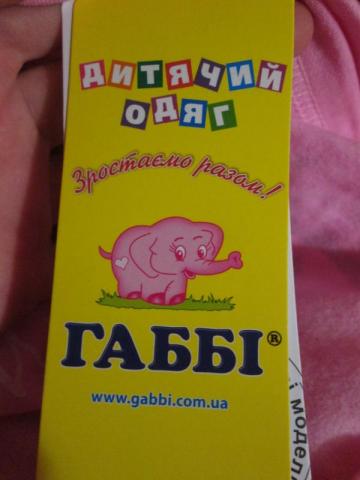 ДИТЯЧИЙ
ОДЯГ
Зростаємо разом!
ГАББІ®
www.gabbi.com.ua
і модел